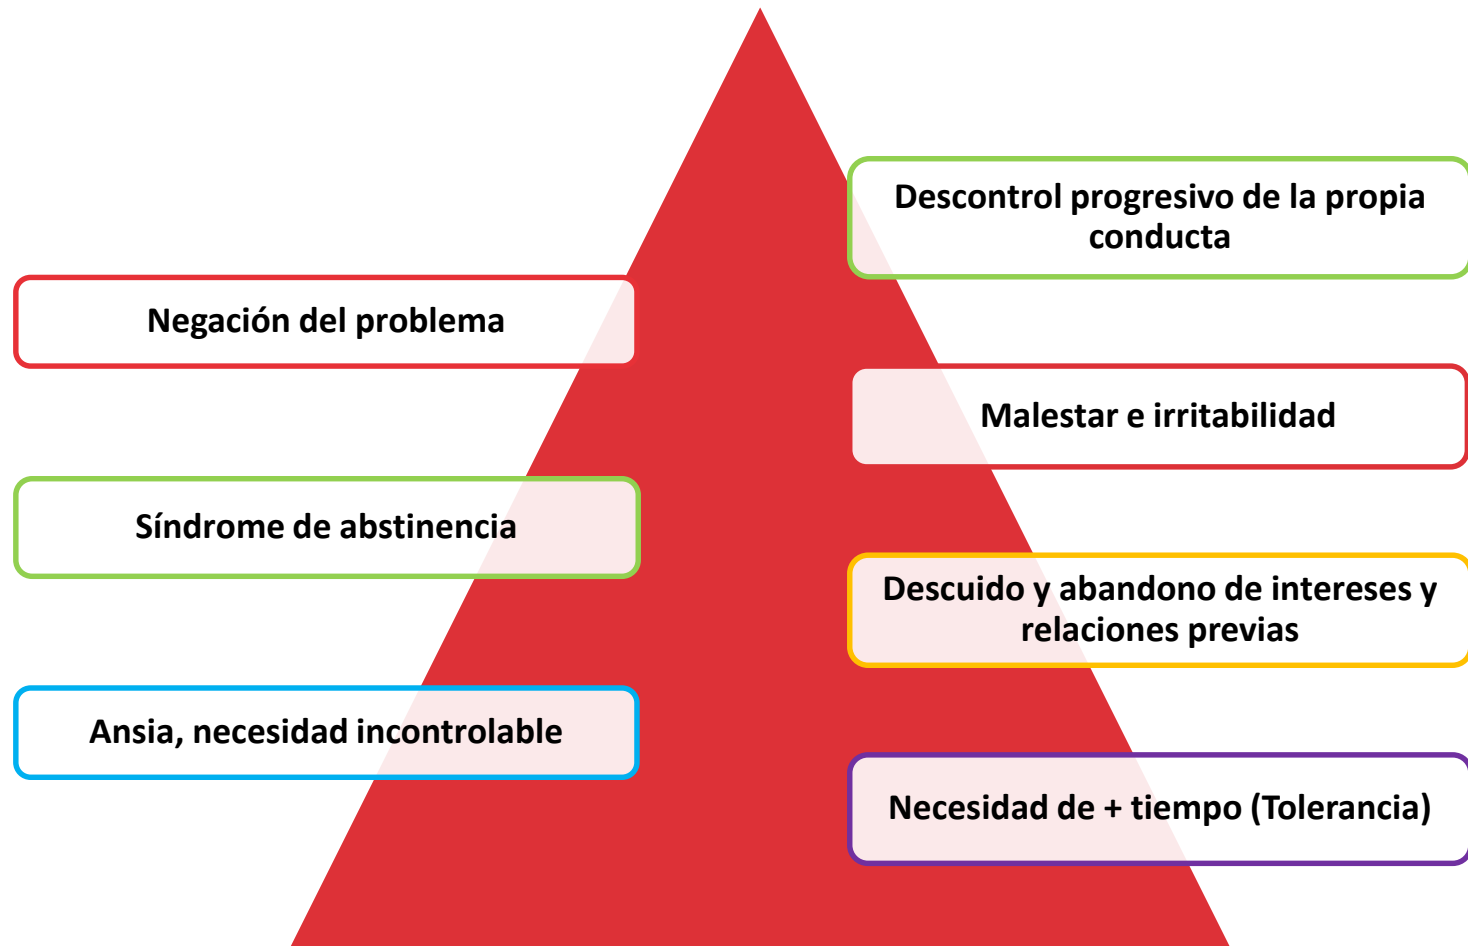 Descontrol progresivo de la propia
conducta
Negación del problema
Malestar e irritabilidad
Síndrome de abstinencia
Descuido y abandono de intereses y
relaciones previas
Ansia, necesidad incontrolable
Necesidad de + tiempo (Tolerancia)